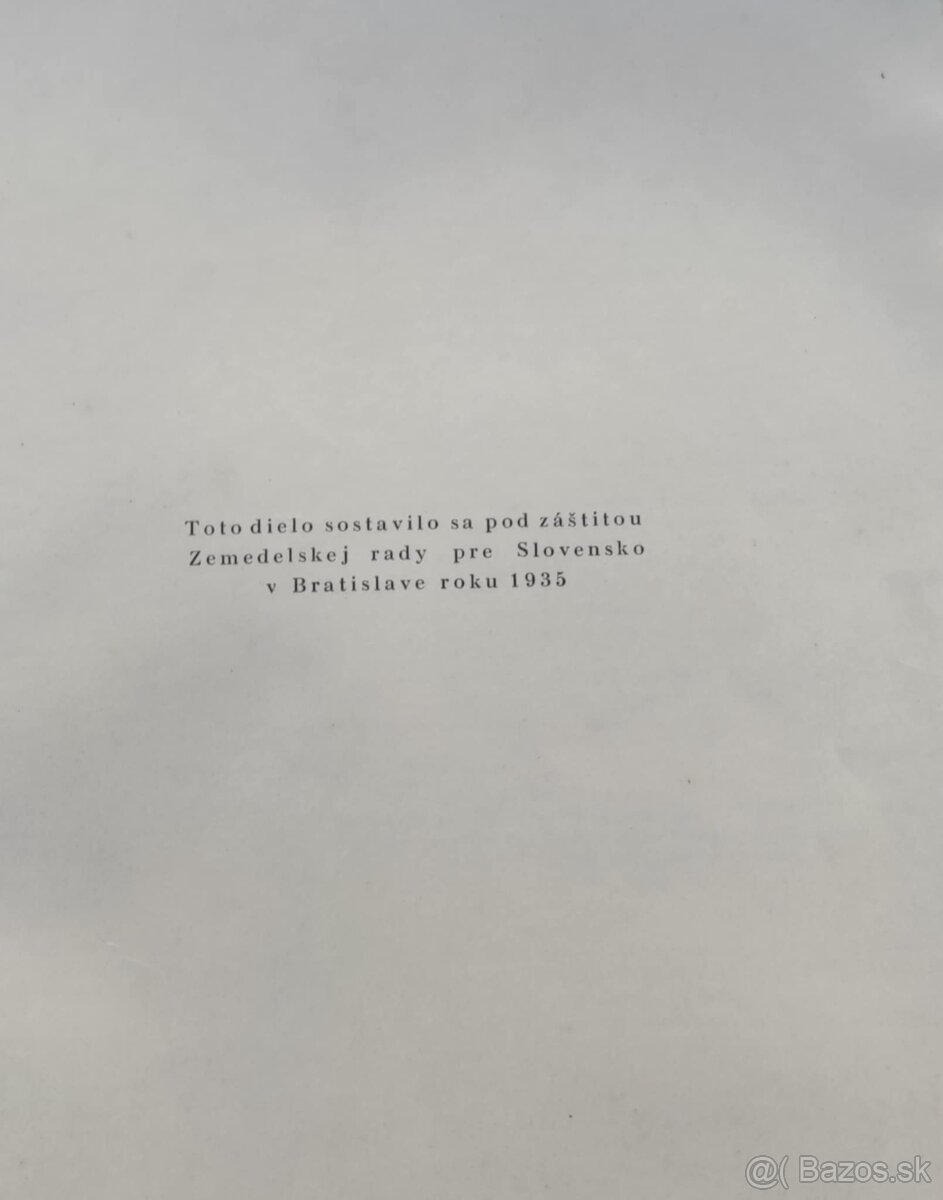 Toto dielo sostavilo sa pod záštitou
Zemedelskej rady pre Slovensko
v Bratislave roku 1935
@( Bazos.sk